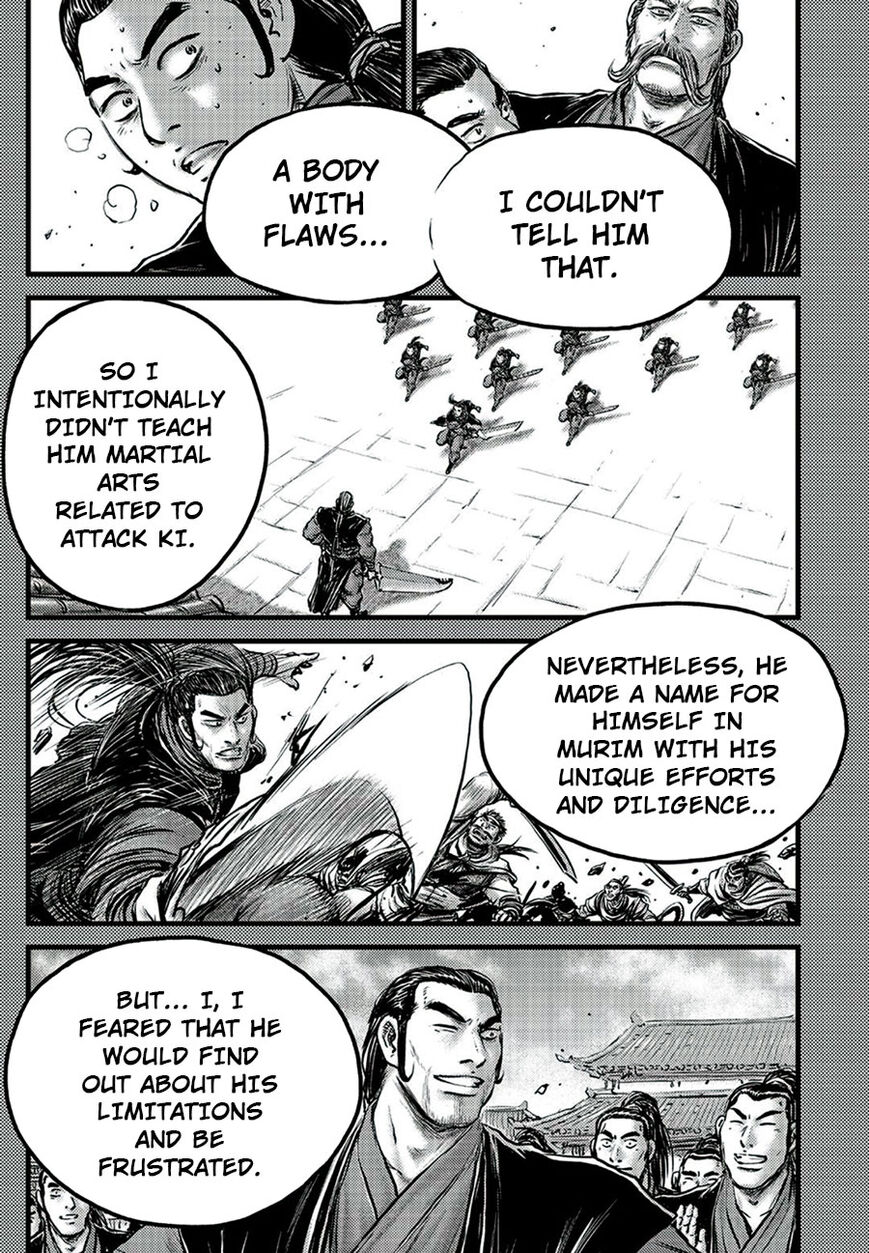 A BODY
WITH
FLAWS...
I COULDN'T
TELL HIM
THAT.
SO I
INTENTIONALLY
DIDN'T TEACH
HIM MARTIAL
ARTS
RELATED TO
ATTACK KI.
NEVERTHELESS, HE
MADE A NAME FOR
HIMSELF IN
MURIM WITH HIS
UNIQUE EFFORTS
AND DILIGENCE...
BUT... I, I
FEARED THAT HE
WOULD FIND
OUT ABOUT HIS
LIMITATIONS
AND BE
FRUSTRATED.